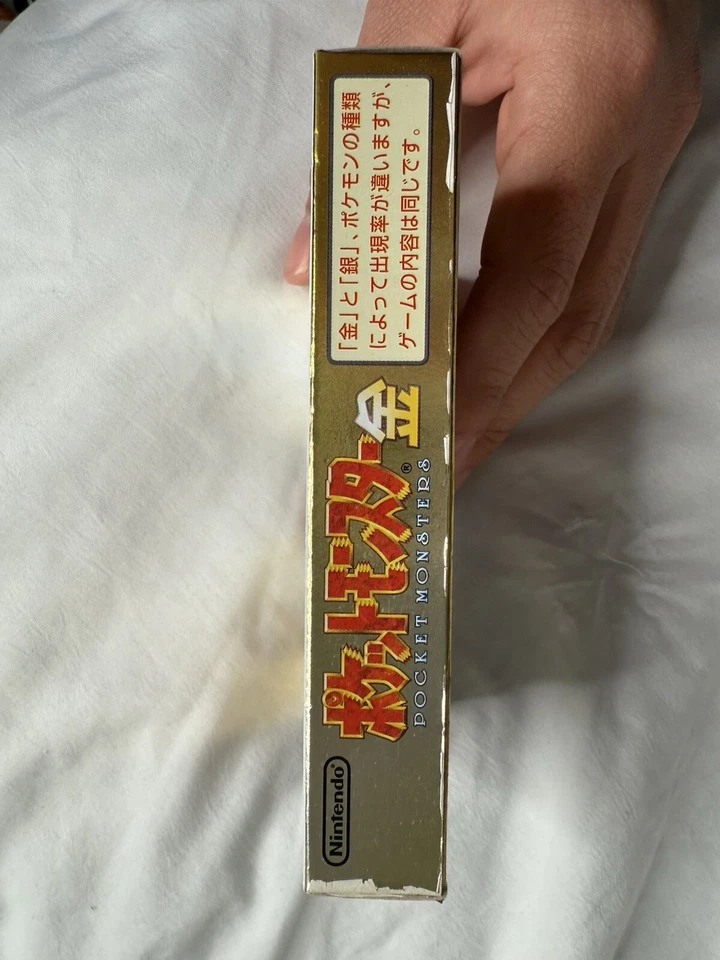 Nintendo®
ポケットモンスター®金
POCKET MONSTERS
「金」と「銀」、ポケモンの種類
によって出現率が違いますが、
ゲームの内容は同じです。